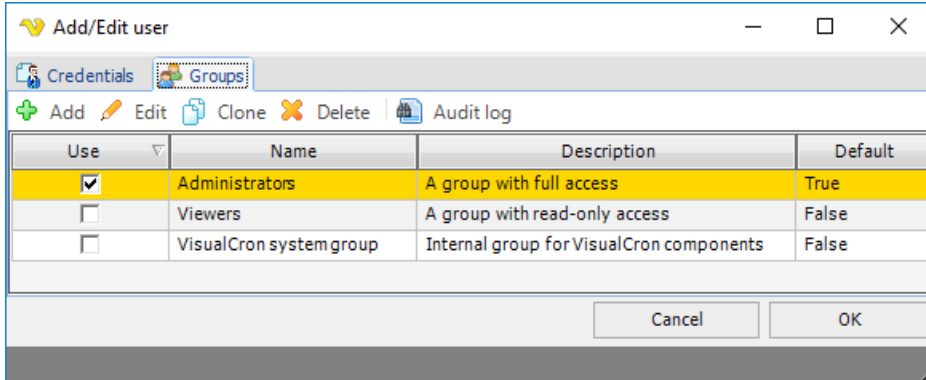 Add/Edit user
Credentials Groups
Add Edit Clone Delete Audit log
Use Name Description Default
Administrators A group with full access True
Viewers A group with read-only access False
VisualCron system group Internal group for VisualCron components False
Cancel OK